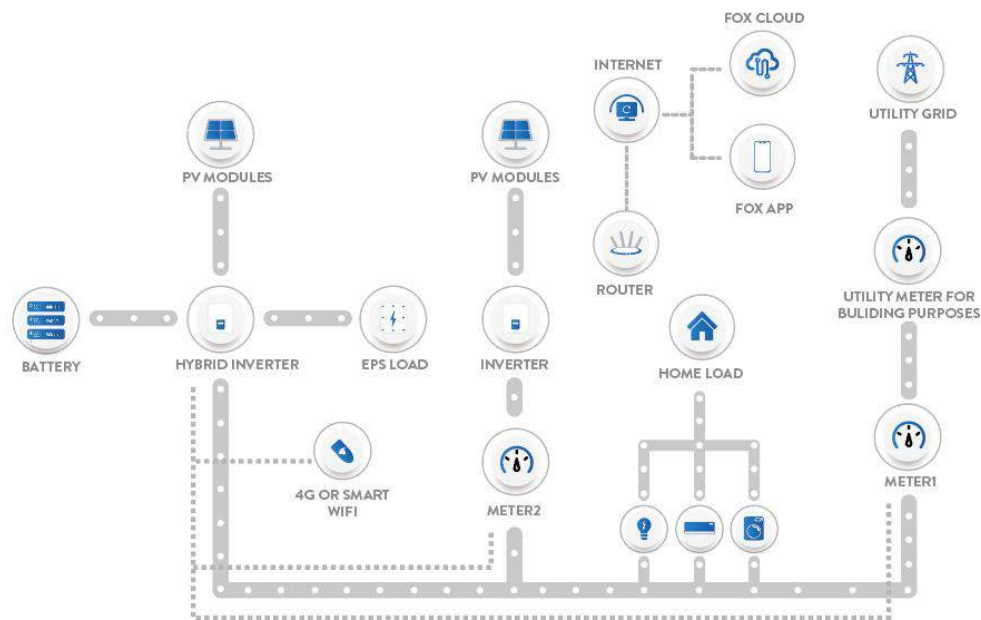 FOX CLOUD
INTERNET
UTILITY GRID
PV MODULES
PV MODULES
FOX APP
ROUTER
UTILITY METER FOR
BULIDING PURPOSES
BATTERY
HYBRID INVERTER
EPS LOAD
INVERTER
HOME LOAD
4G OR SMART
WIFI
METER2
METER1